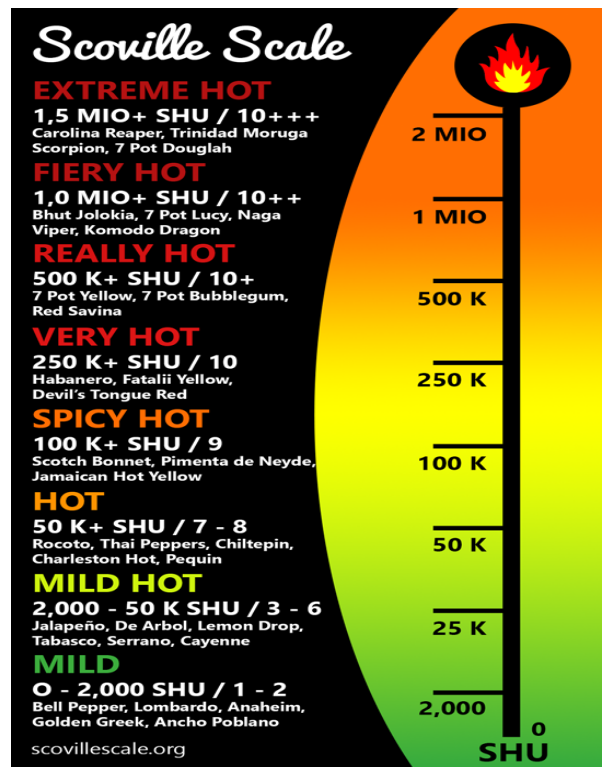 Scoville Scale
EXTREME HOT
1,5 MIO+ SHU / 10+++
Carolina Reaper, Trinidad Moruga
Scorpion, 7 Pot Douglah
FIERY HOT
1,0 MIO+ SHU / 10++
Bhut Jolokia, 7 Pot Lucy, Naga
Viper, Komodo Dragon
REALLY HOT
500 K+ SHU / 10+
7 Pot Yellow, 7 Pot Bubblegum,
Red Savina
VERY HOT
250 K+ SHU / 10
Habanero, Fatalii Yellow,
Devil's Tongue Red
SPICY HOT
100 K+ SHU / 9
Scotch Bonnet, Pimenta de Neyde,
Jamaican Hot Yellow
HOT
50 K+ SHU / 7 - 8
Rocoto, Thai Peppers, Chiltepin,
Charleston Hot, Pequin
MILD HOT
2,000 - 50 K SHU / 3 - 6
Jalapeño, De Arbol, Lemon Drop,
Tabasco, Serrano, Cayenne
MILD
O - 2,000 SHU / 1 - 2
Bell Pepper, Lombardo, Anaheim,
Golden Greek, Ancho Poblano
scovillescale.org
2 MIO
1 MIO
500 K
250 K
100 K
50 K
25 K
2,000
0
SHU